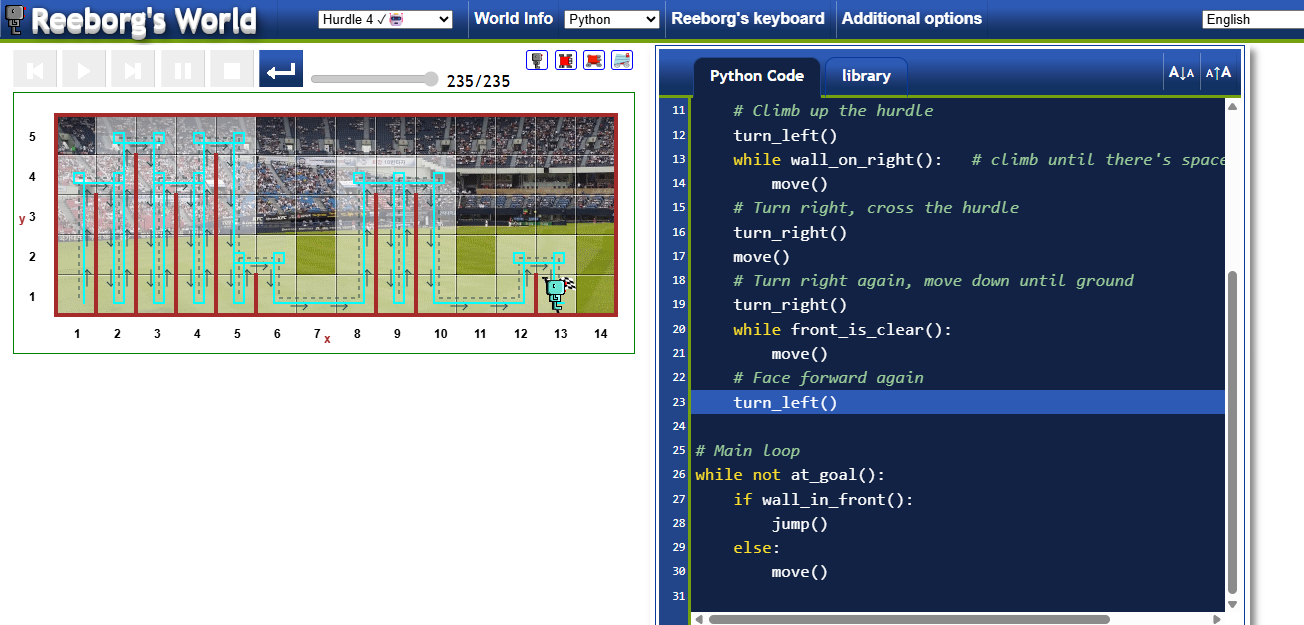 Reeborg's World
Hurdle 4 ✓🤖
World Info
Python
Reeborg's keyboard
Additional options
English
235/235
Python Code
library
A↓A
A↑A
5
4
y 3
2
1
1 2 3 4 5 6 7 8 9 10 11 12 13 14
x
11 # Climb up the hurdle
12 turn_left()
13 while wall_on_right():   # climb until there's space
14 move()
15 # Turn right, cross the hurdle
16 turn_right()
17 move()
18 # Turn right again, move down until ground
19 turn_right()
20 while front_is_clear():
21 move()
22 # Face forward again
23 turn_left()
24
25 # Main loop
26 while not at_goal():
27 if wall_in_front():
28 jump()
29 else:
30 move()
31